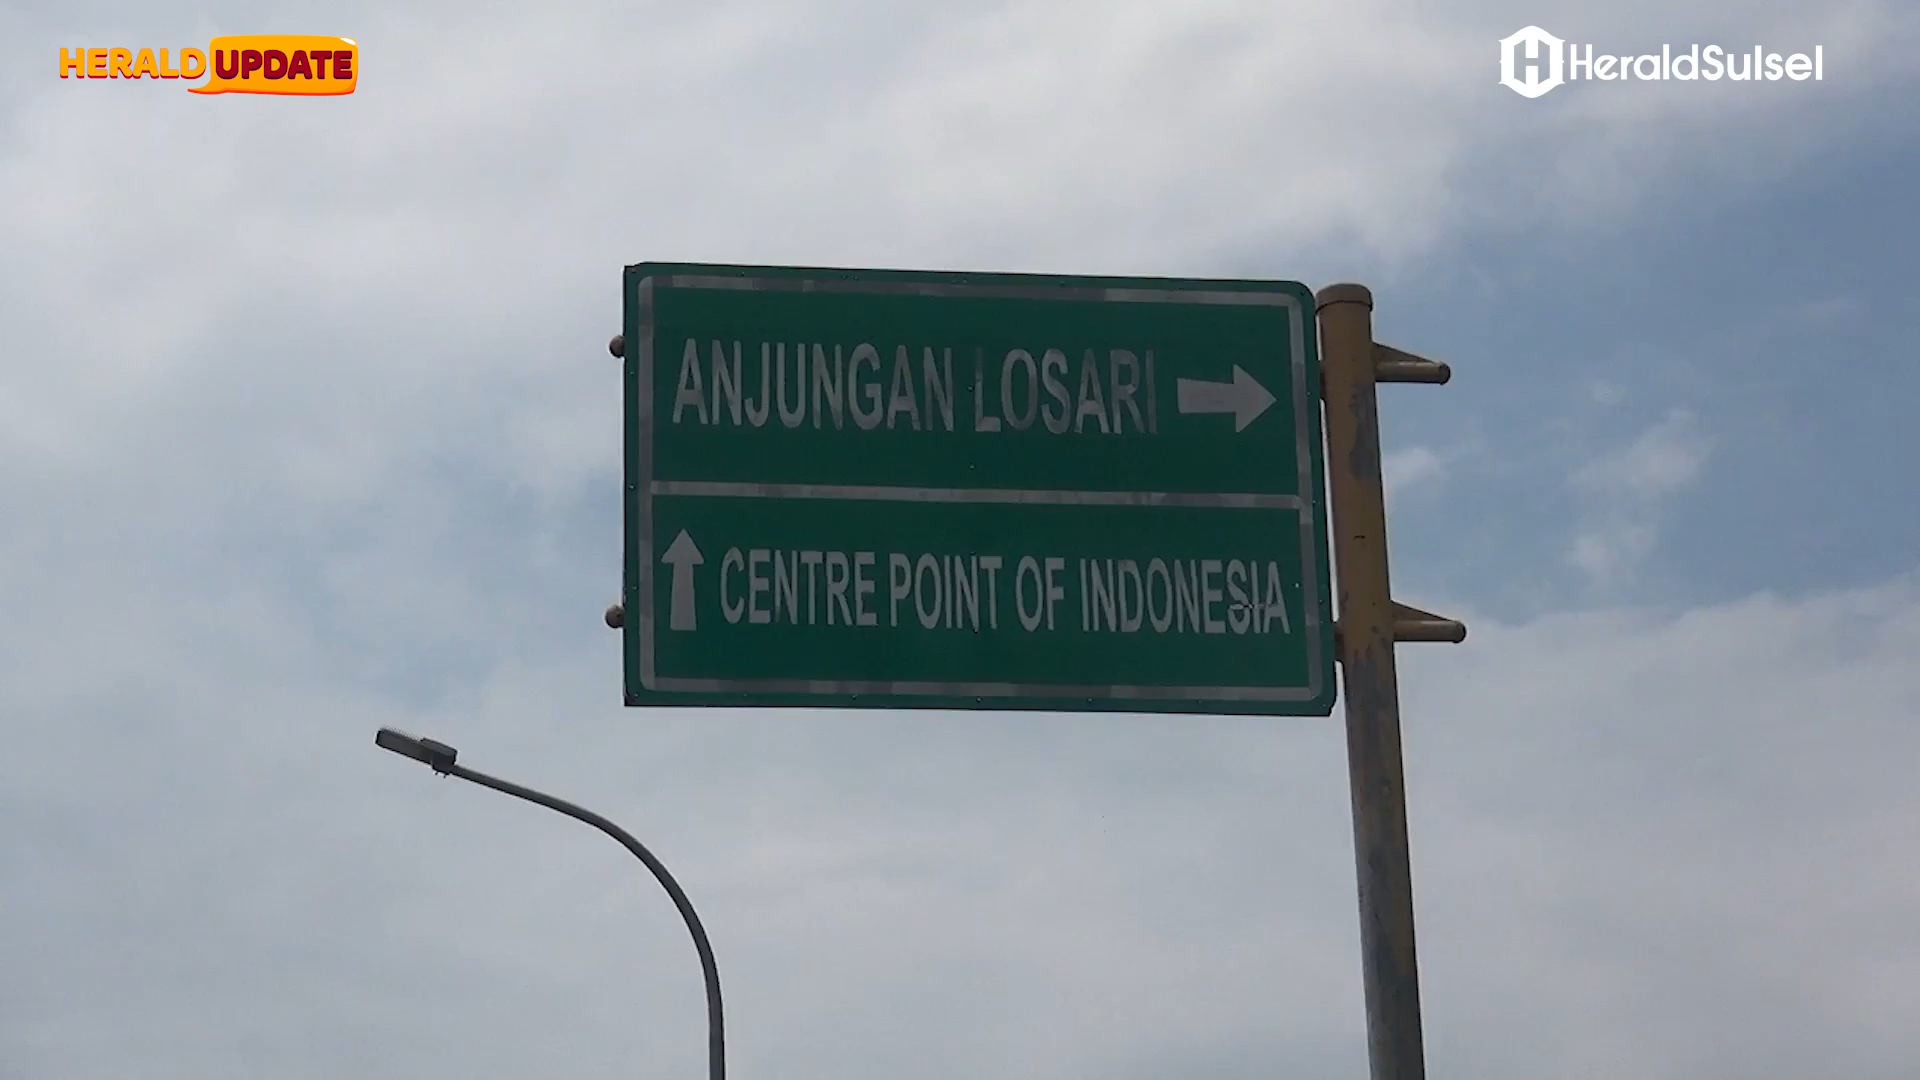 HERALD UPDATE
HeraldSulsel
ANJUNGAN LOSARI
CENTRE POINT OF INDONESIA